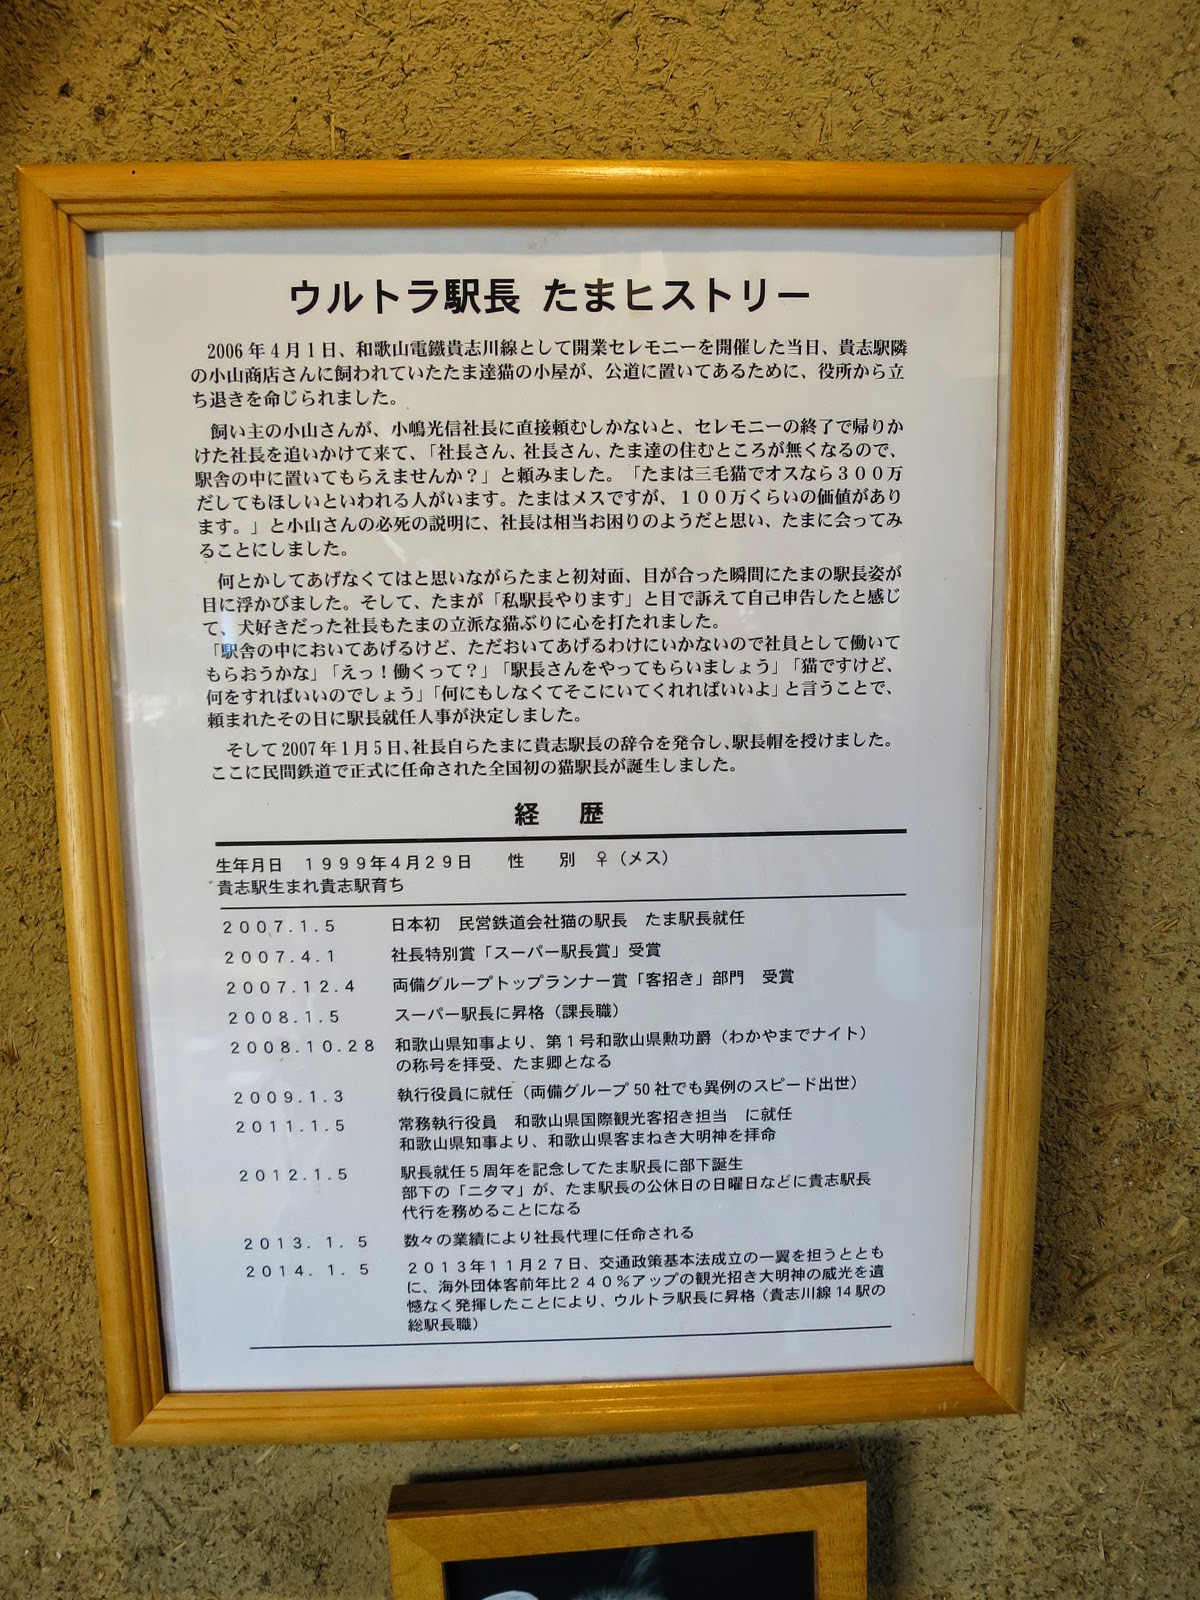 ウルトラ駅長 たまヒストリー
2006年4月1日、和歌山電鐵貴志川線として開業セレモニーを開催した当日、貴志駅隣
の小山商店さんに飼われていたたま達猫の小屋が、公道に置いてあるために、役所から立
ち退きを命じられました。
飼い主の小山さんが、小嶋光信社長に直接頼むしかないと、セレモニーの終了で帰りか
けた社長を追いかけて来て、「社長さん、社長さん、たま達の住むところが無くなるので、
駅舎の中に置いてもらえませんか?」と頼みました。「たまは三毛猫でオスなら300万
だしてもほしいといわれる人がいます。たまはメスですが、100万くらいの価値があり
ます。」と小山さんの必死の説明に、社長は相当お困りのようだと思い、たまに会ってみ
ることにしました。
何とかしてあげなくてはと思いながらたまと初対面、目が合った瞬間にたまの駅長姿が
目に浮かびました。そして、たまが「私駅長やります」と目で訴えて自己申告したと感じ
て、犬好きだった社長もたまの立派な猫ぶりに心を打たれました。
「駅舎の中においてあげるけど、ただおいてあげるわけにいかないので社員として働いて
もらおうかな」「えっ!働くって?」「駅長さんをやってもらいましょう」「猫ですけど、
何をすればいいのでしょう」「何にもしなくてそこにいてくれればいいよ」と言うことで、
頼まれたその日に駅長就任人事が決定しました。
そして2007年1月5日、社長自らたまに貴志駅長の辞令を発令し、駅長帽を授けました。
ここに民間鉄道で正式に任命された全国初の猫駅長が誕生しました。
経 歴
生年月日 1999年4月29日 性 別 ♀(メス)
貴志駅生まれ貴志駅育ち
2007.1.5 日本初 民営鉄道会社猫の駅長 たま駅長就任
2007.4.1 社長特別賞「スーパー駅長賞」受賞
2007.12.4 両備グループトップランナー賞「客招き」部門 受賞
2008.1.5 スーパー駅長に昇格(課長職)
2008.10.28 和歌山県知事より、第1号和歌山県勲功爵(わかやまでナイト)
の称号を拝受、たま卿となる
2009.1.3 執行役員に就任(両備グループ50社でも異例のスピード出世)
2011.1.5 常務執行役員 和歌山県国際観光客招き担当 に就任
和歌山県知事より、和歌山県客まねき大明神を拝命
2012.1.5 駅長就任5周年を記念してたま駅長に部下誕生
部下の「ニタマ」が、たま駅長の公休日の日曜日などに貴志駅長
代行を務めることになる
2013.1.5 数々の業績により社長代理に任命される
2014.1.5 2013年11月27日、交通政策基本法成立の一翼を担うととも
に、海外団体客前年比240%アップの観光招き大明神の威光を遺
憾なく発揮したことにより、ウルトラ駅長に昇格(貴志川線14駅の
総駅長職)